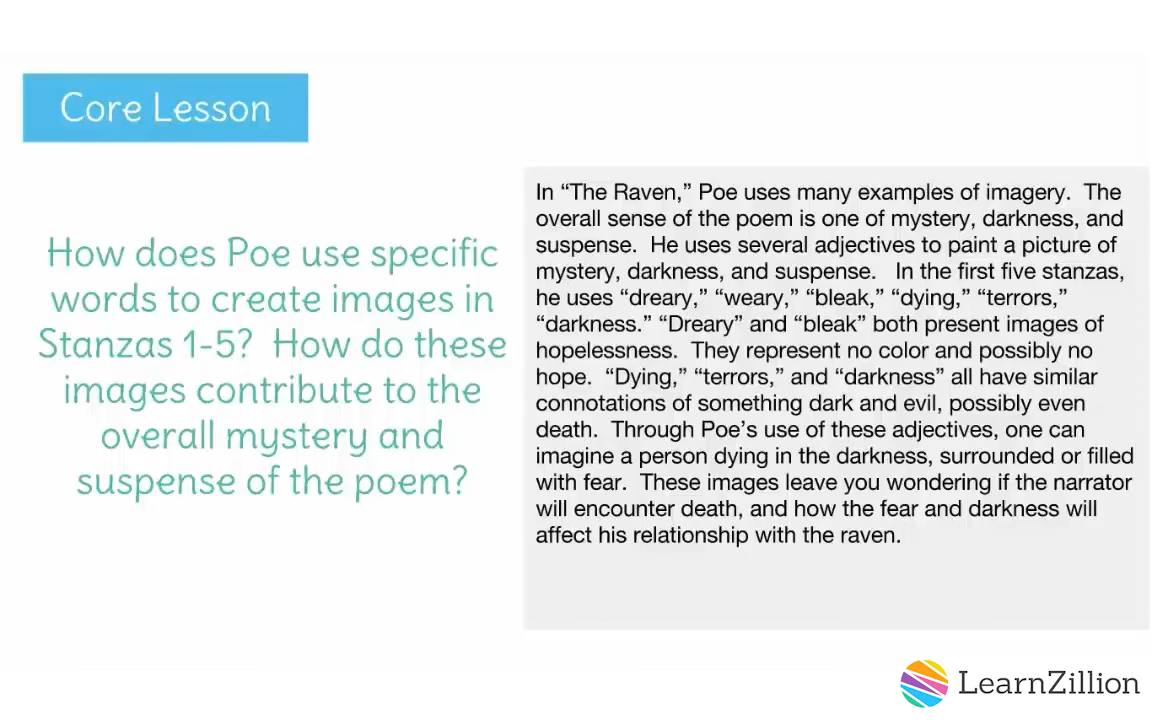 Core Lesson
How does Poe use specific
words to create images in
Stanzas 1-5? How do these
images contribute to the
overall mystery and
suspense of the poem?
In “The Raven,” Poe uses many examples of imagery. The
overall sense of the poem is one of mystery, darkness, and
suspense. He uses several adjectives to paint a picture of
mystery, darkness, and suspense. In the first five stanzas,
he uses “dreary,” “weary,” “bleak,” “dying,” “terrors,”
“darkness.” “Dreary” and “bleak” both present images of
hopelessness. They represent no color and possibly no
hope. “Dying,” “terrors,” and “darkness” all have similar
connotations of something dark and evil, possibly even
death. Through Poe’s use of these adjectives, one can
imagine a person dying in the darkness, surrounded or filled
with fear. These images leave you wondering if the narrator
will encounter death, and how the fear and darkness will
affect his relationship with the raven.
LearnZillion